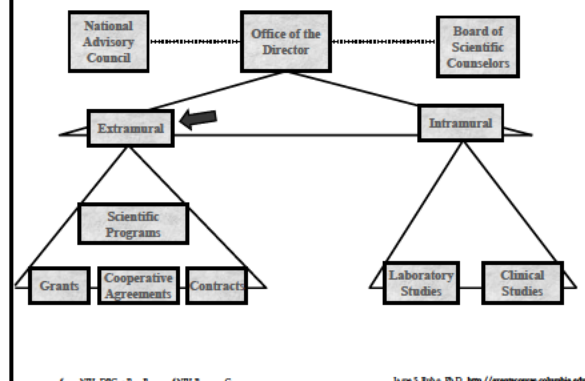 National
Advisory
Council
Office of the
Director
Board of
Scientific
Counselors
Extramural
Intramural
Scientific
Programs
Grants
Cooperative
Agreements
Contracts
Laboratory
Studies
Clinical
Studies